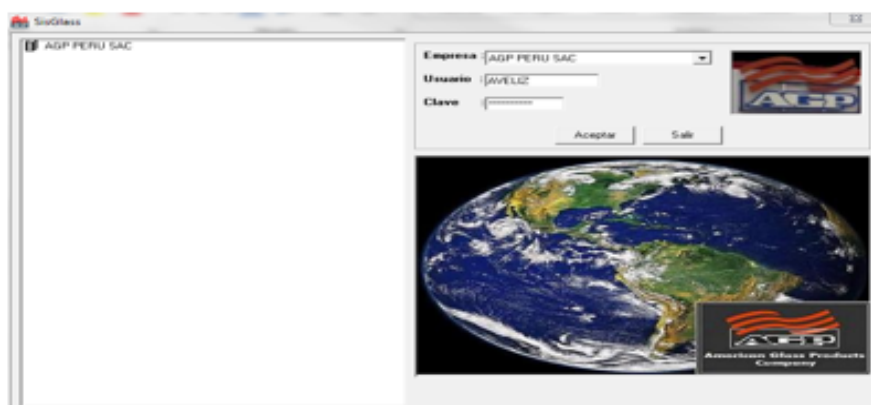 SisGlass
AGP PERU SAC
Empresa : AGP PERU SAC
Usuario : AVELIZ
Clave :
Aceptar Salir
AGP
AGP
American Glass Products
Company